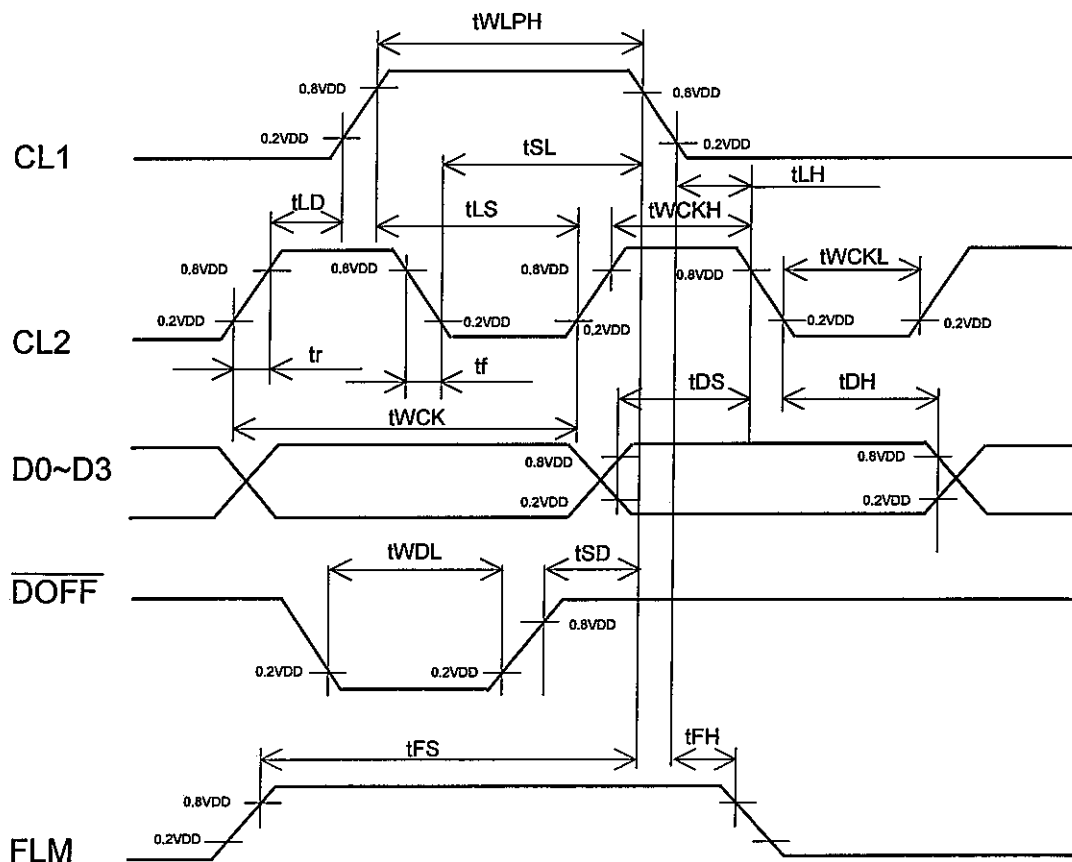 tWLPH
0.8VDD 0.8VDD
0.2VDD 0.2VDD
CL1
tSL
tLH
tLD tLS tWCKH
tWCKL
0.8VDD 0.8VDD 0.8VDD 0.8VDD
0.2VDD 0.2VDD 0.2VDD 0.2VDD 0.2VDD
CL2
tr tf
tDS tDH
tWCK
D0~D3
0.8VDD 0.8VDD
0.2VDD 0.2VDD
tWDL tSD
DOFF
0.8VDD
0.2VDD 0.2VDD
tFS tFH
0.8VDD
0.2VDD
FLM